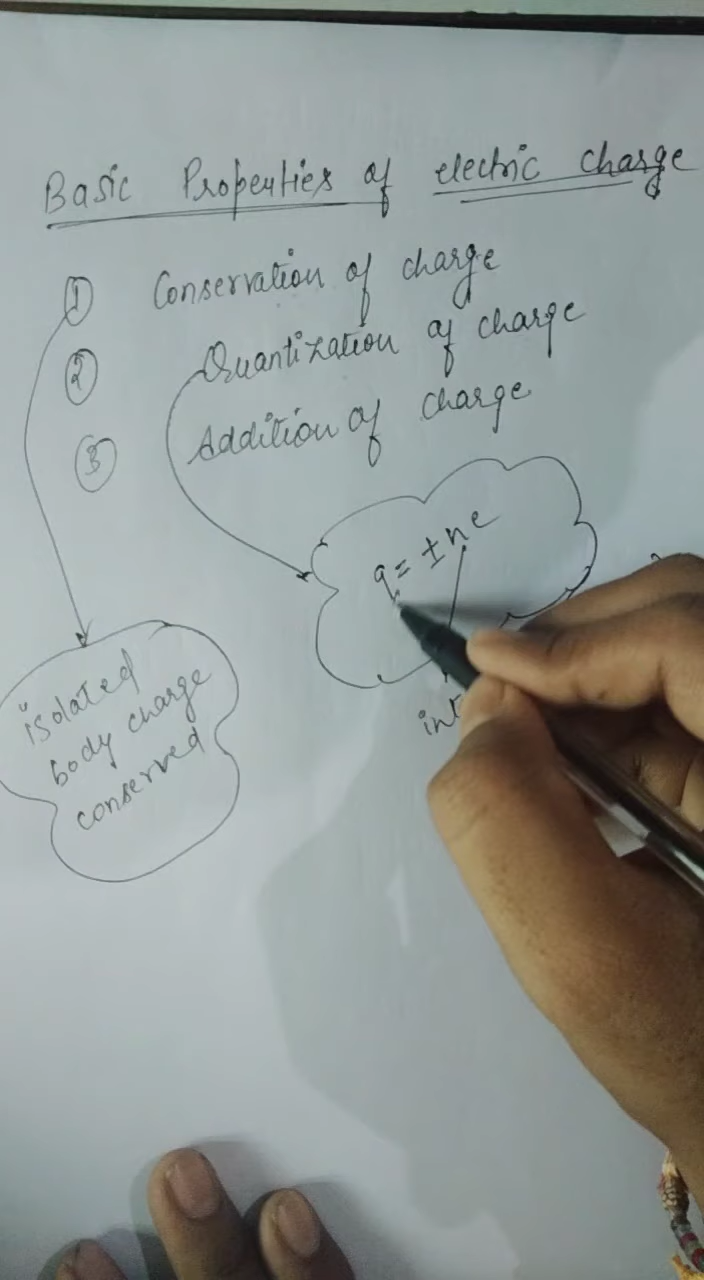 Basic Properties of electric charge
① Conservation of charge
② Quantization of charge
③ Addition of charge
q = ±ne
isolated
body charge
conserved